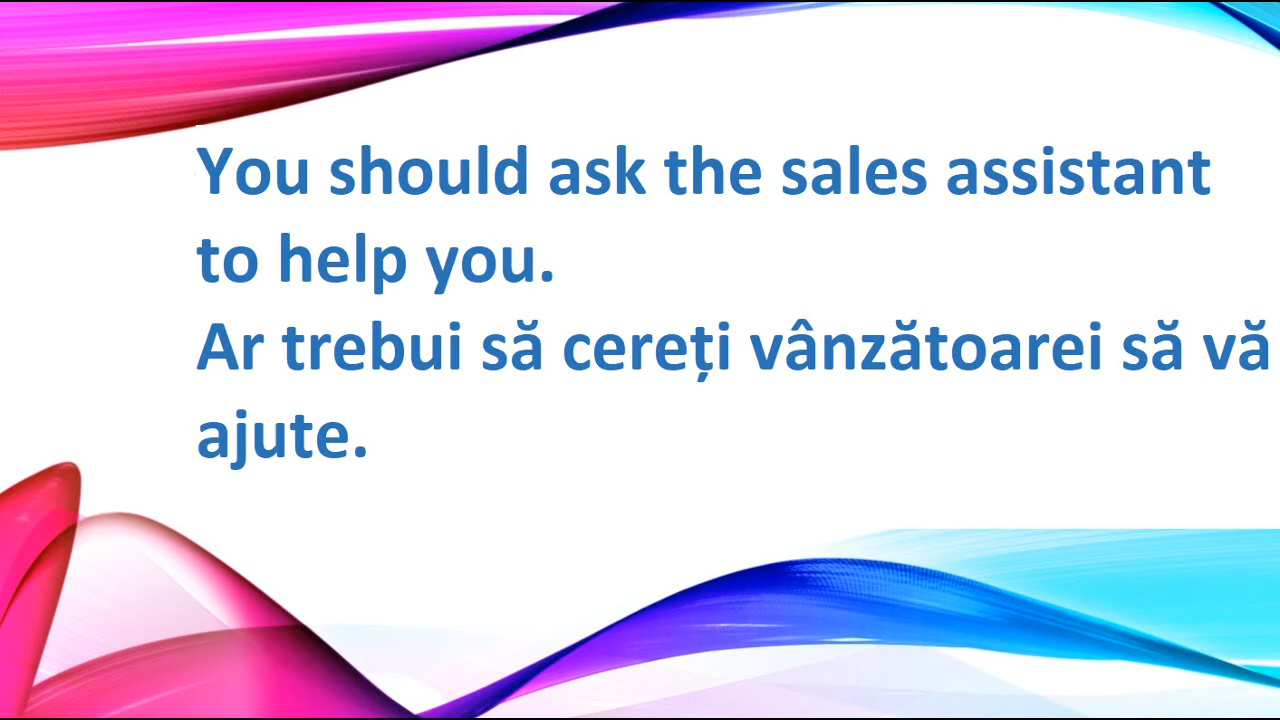 You should ask the sales assistant
to help you.
Ar trebui să cereți vânzătoarei să vă
ajute.